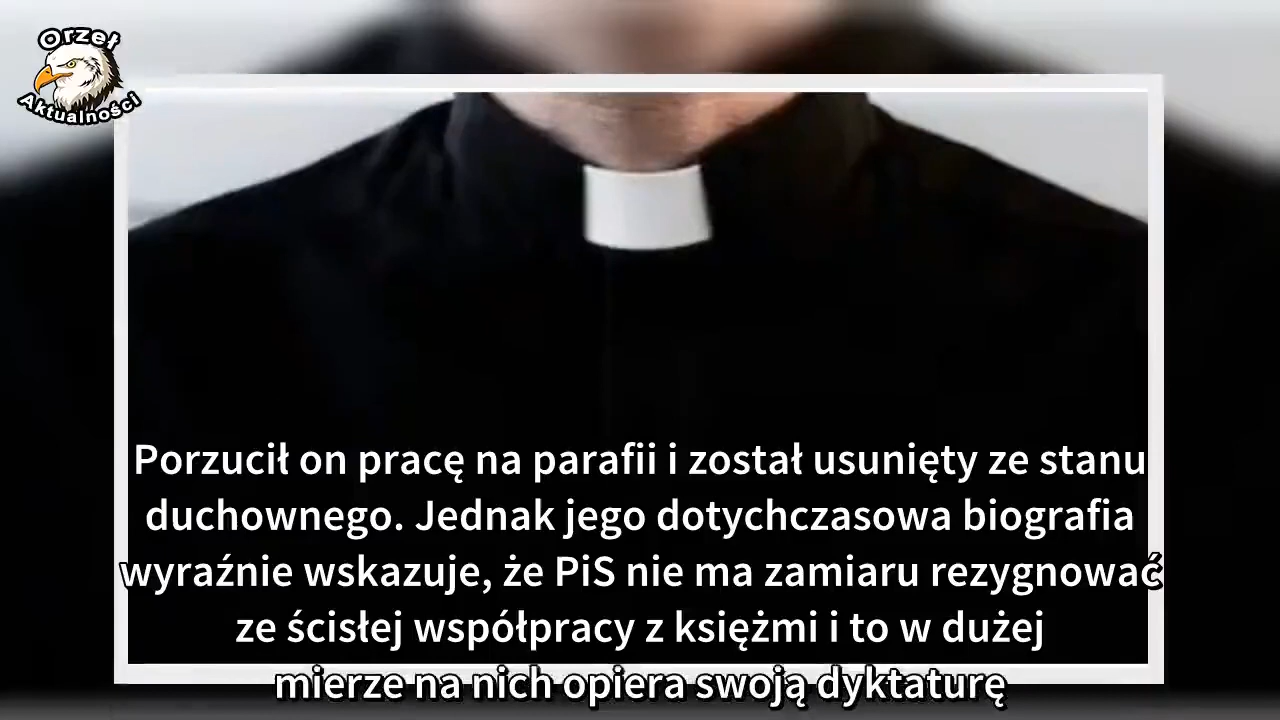 Orzeł
Aktualności
Porzucił on pracę na parafii i został usunięty ze stanu
duchownego. Jednak jego dotychczasowa biografia
wyraźnie wskazuje, że PiS nie ma zamiaru rezygnować
ze ścisłej współpracy z księżmi i to w dużej
mierze na nich opiera swoją dyktaturę